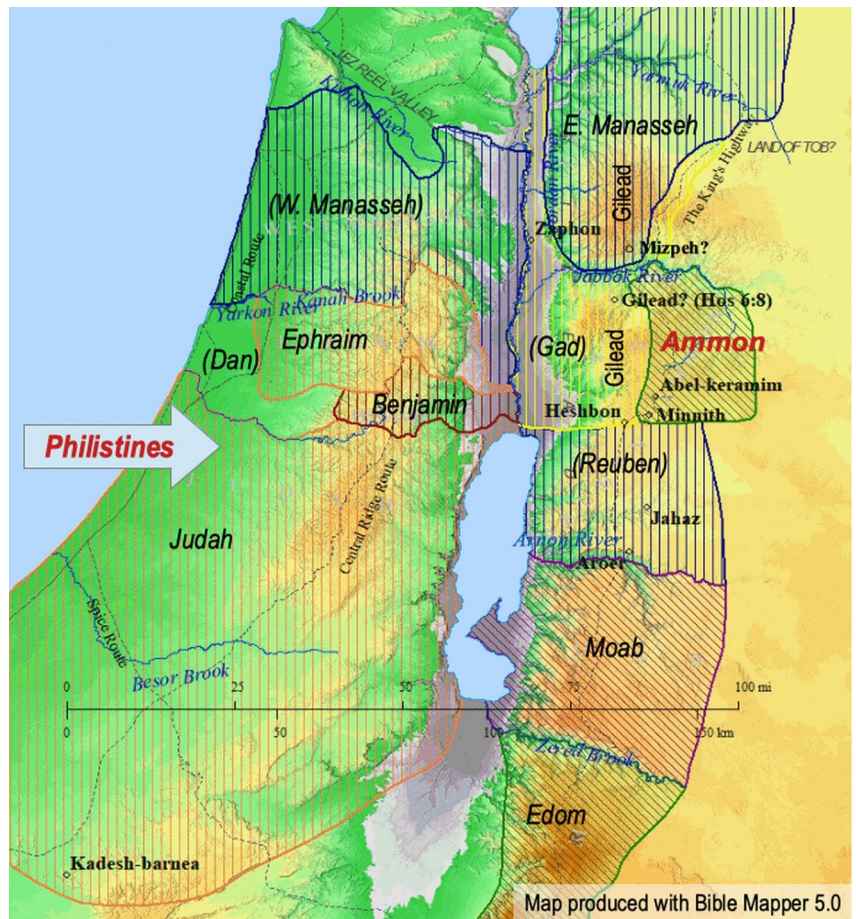 JEZREEL VALLEY
Kishon River
Yarmuk River
E. Manasseh
LAND OF TOB?
The King's Highway
Gilead
Jordan River
(W. Manasseh)
Zaphon
Mizpeh?
Coastal Route
Jabbok River
Yarkon River
Kanah Brook
Gilead? (Hos 6:8)
(Dan)
Ephraim
(Gad)
Gilead
Ammon
Abel-keramim
Benjamin
Heshbon
Minnith
Philistines
(Reuben)
Central Ridge Route
Judah
Jahaz
Arnon River
Aroer
Spice Route
Moab
Besor Brook
0 25 50 75 100 mi
0 50 100 150 km
Zered Brook
Edom
Kadesh-barnea
Map produced with Bible Mapper 5.0